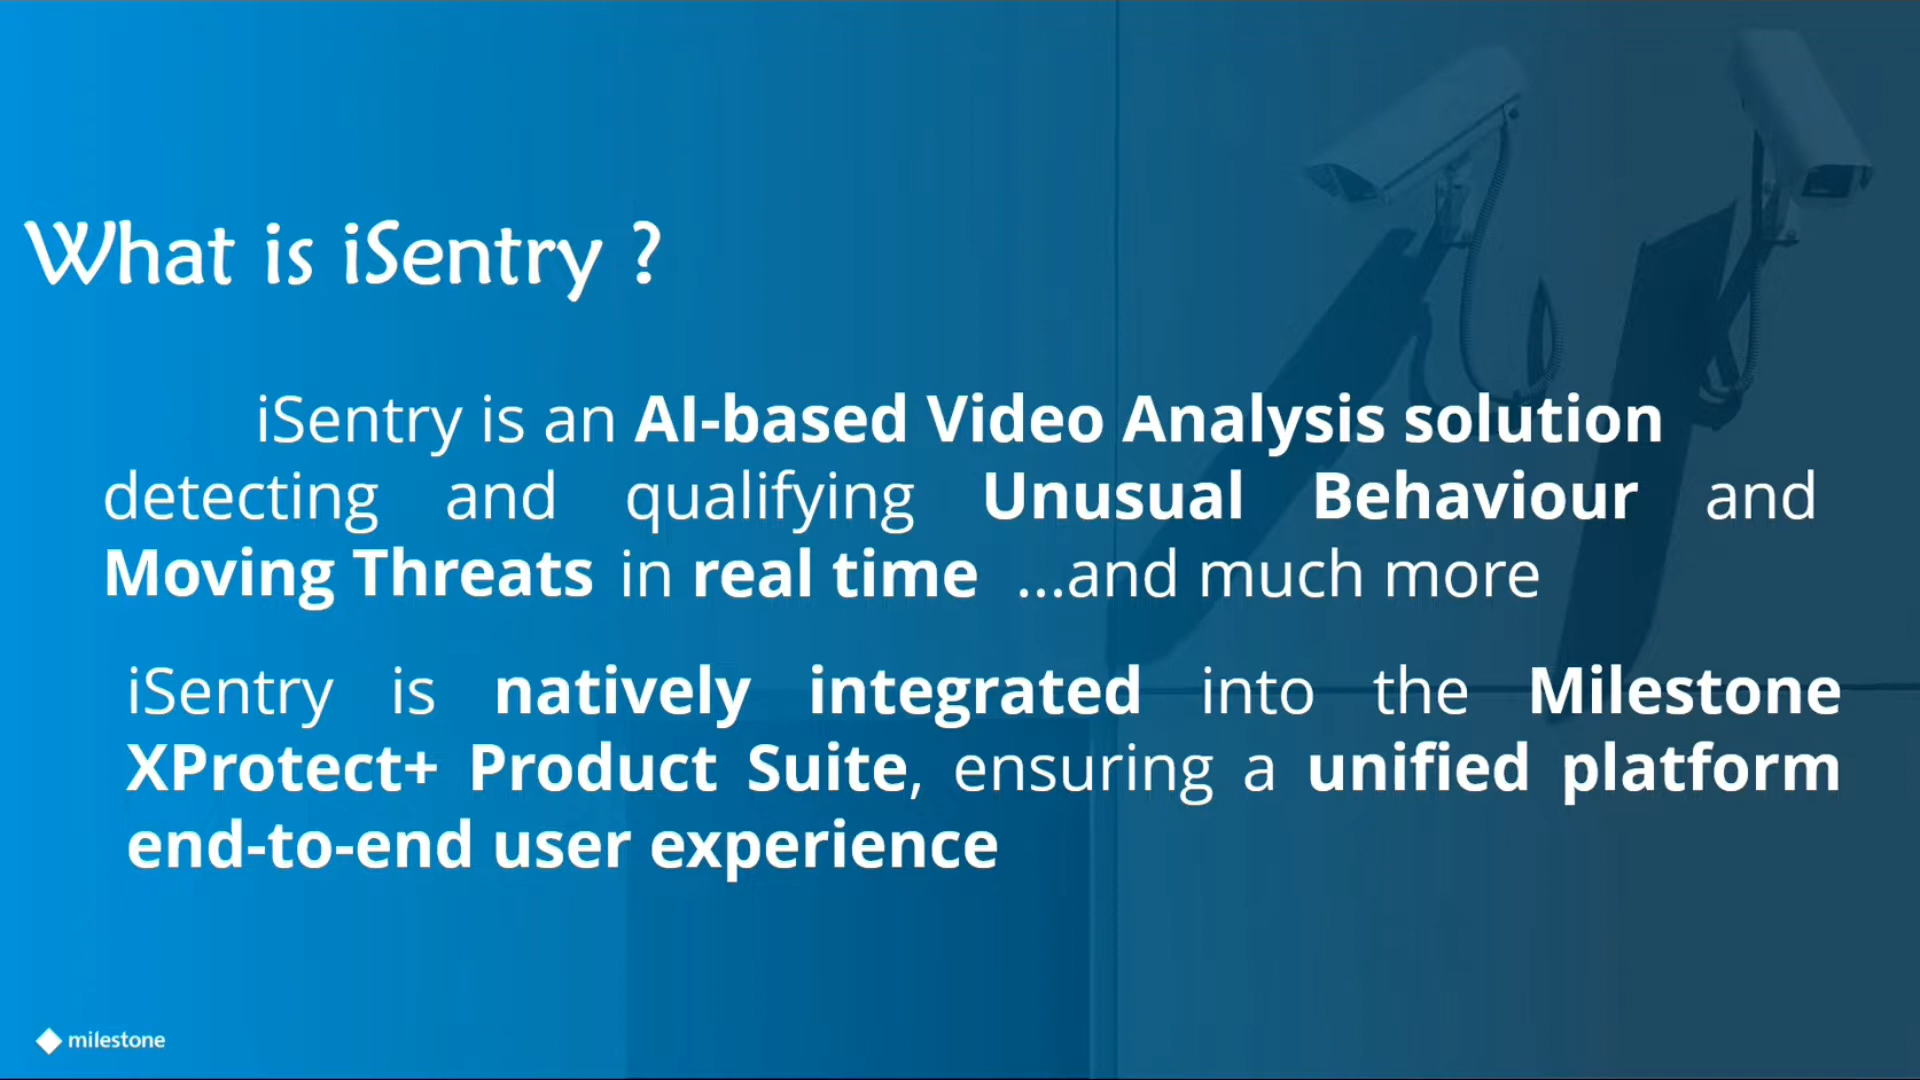 What is iSentry ?
iSentry is an AI-based Video Analysis solution
detecting and qualifying Unusual Behaviour and
Moving Threats in real time ...and much more
iSentry is natively integrated into the Milestone
XProtect+ Product Suite, ensuring a unified platform
end-to-end user experience
milestone